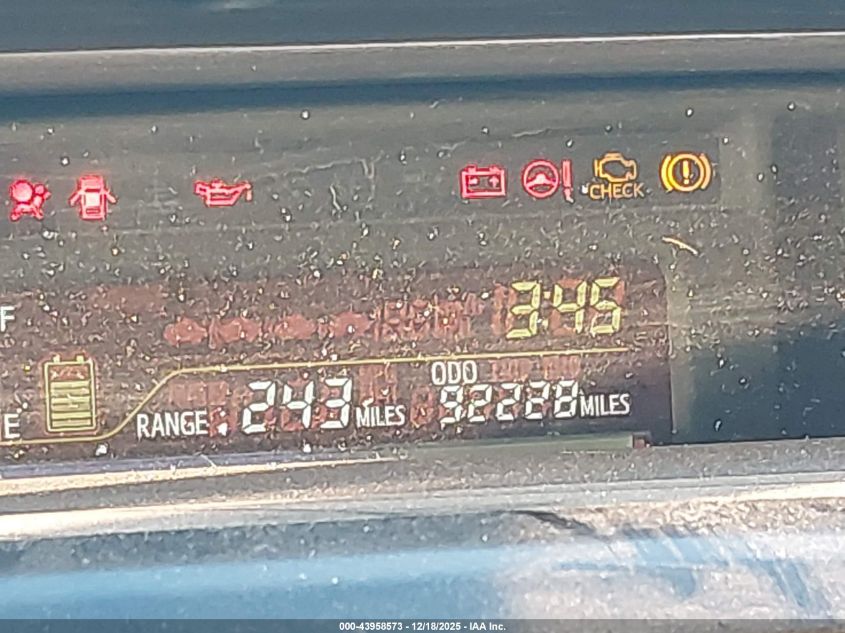 CHECK
F
3:45
ODO
E RANGE: 243 MILES 92228 MILES
000-43958573 - 12/18/2025 - IAA Inc.